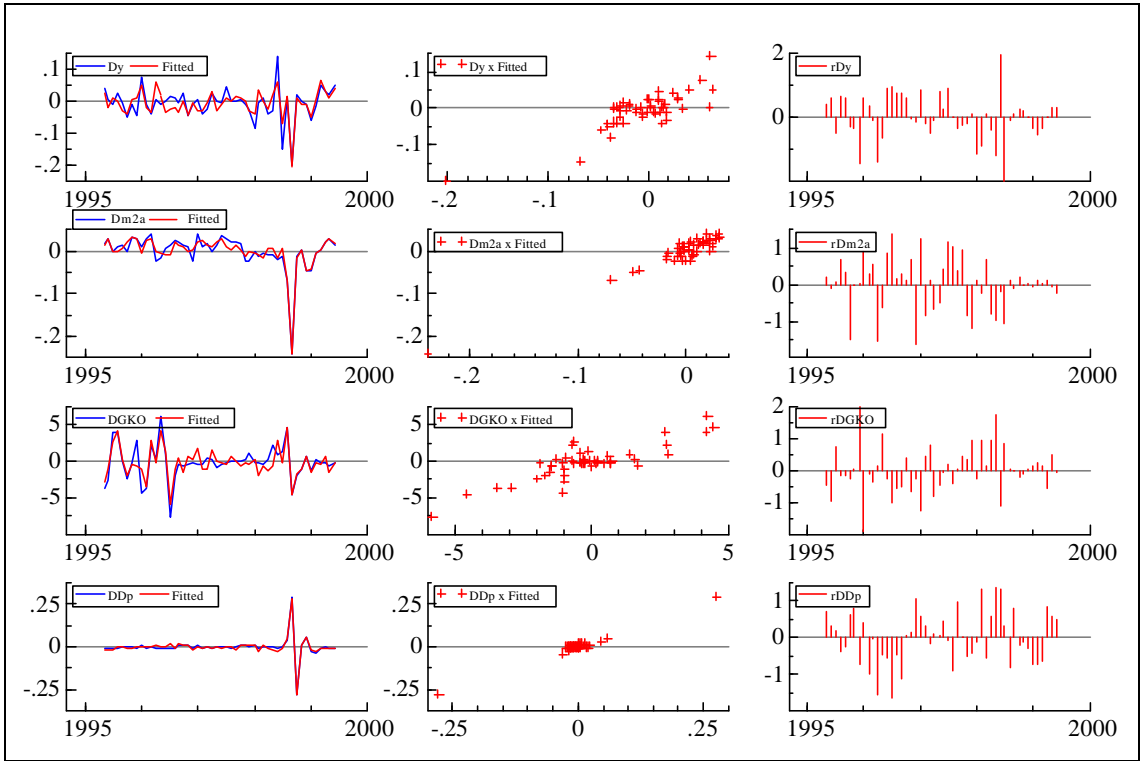 Dy Fitted
.1
0
-.1
-.2
1995 2000
Dy x Fitted
.1
0
-.1
-.2 -.1 0
rDy
2
0
1995 2000
Dm2a Fitted
0
-.1
-.2
1995 2000
Dm2a x Fitted
0
-.1
-.2
-.2 -.1 0
rDm2a
1
0
-1
1995 2000
DGKO Fitted
5
0
-5
1995 2000
DGKO x Fitted
5
0
-5
-5 0 5
rDGKO
2
1
0
-1
1995 2000
DDp Fitted
.25
0
-.25
1995 2000
DDp x Fitted
.25
0
-.25
-.25 0 .25
rDDp
1
0
-1
1995 2000